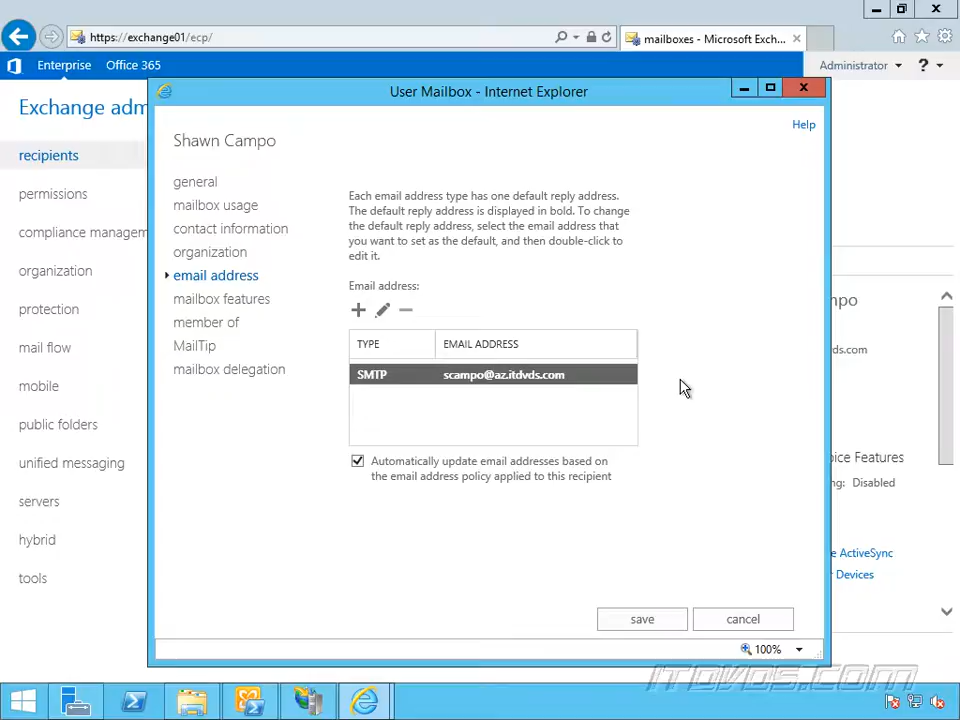 https://exchange01/ecp/
mailboxes - Microsoft Exch...
Enterprise
Office 365
Administrator
?
Exchange adm
User Mailbox - Internet Explorer
Help
Shawn Campo
recipients
permissions
compliance managem
organization
protection
mail flow
mobile
public folders
unified messaging
servers
hybrid
tools
general
mailbox usage
contact information
organization
email address
mailbox features
member of
MailTip
mailbox delegation
Each email address type has one default reply address.
The default reply address is displayed in bold. To change
the default reply address, select the email address that
you want to set as the default, and then double-click to
edit it.
Email address:
TYPE
EMAIL ADDRESS
SMTP
scampo@az.itdvds.com
Automatically update email addresses based on
the email address policy applied to this recipient
save
cancel
100%
mpo
ds.com
oice Features
ng: Disabled
e ActiveSync
Devices
ITDVDS.COM